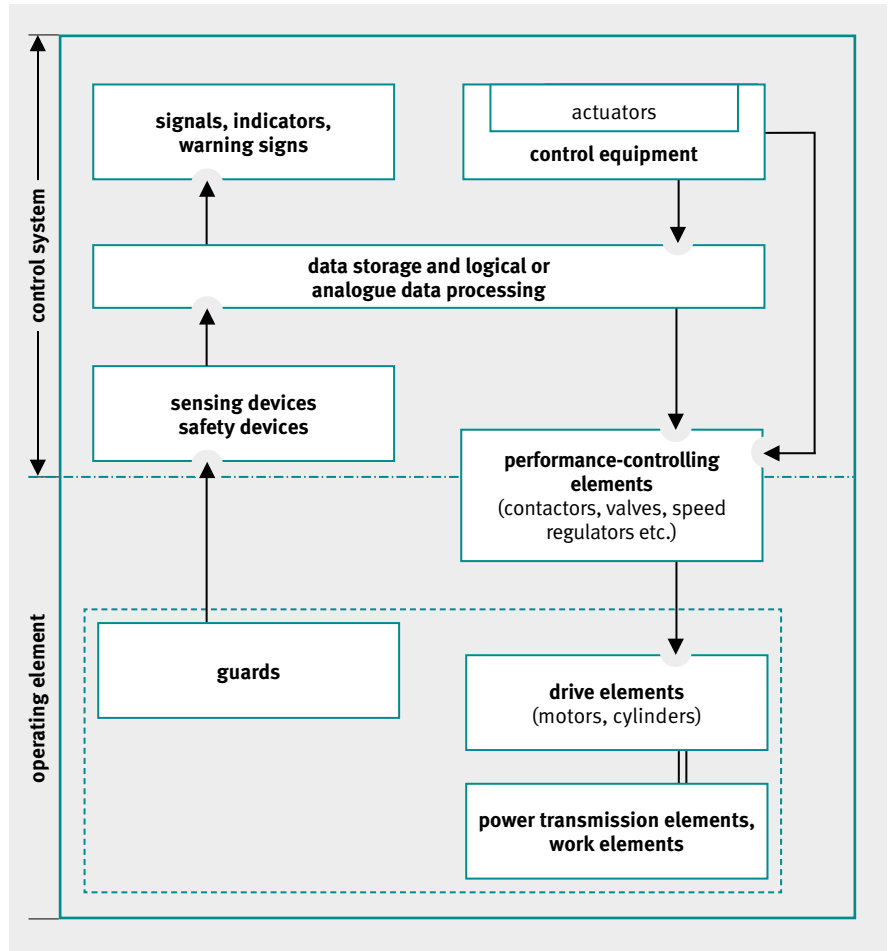 control system
signals, indicators,
warning signs
actuators
control equipment
data storage and logical or
analogue data processing
sensing devices
safety devices
performance-controlling
elements
(contactors, valves, speed
regulators etc.)
operating element
guards
drive elements
(motors, cylinders)
power transmission elements,
work elements